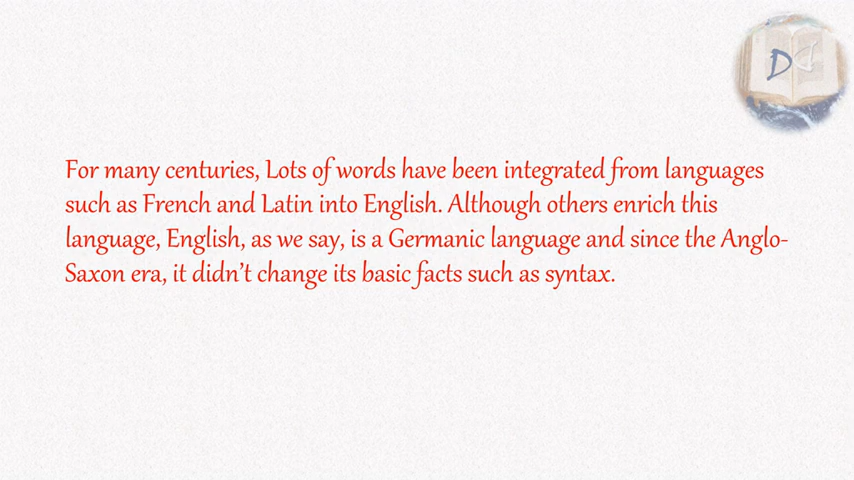 For many centuries, Lots of words have been integrated from languages
such as French and Latin into English. Although others enrich this
language, English, as we say, is a Germanic language and since the Anglo-
Saxon era, it didn't change its basic facts such as syntax.